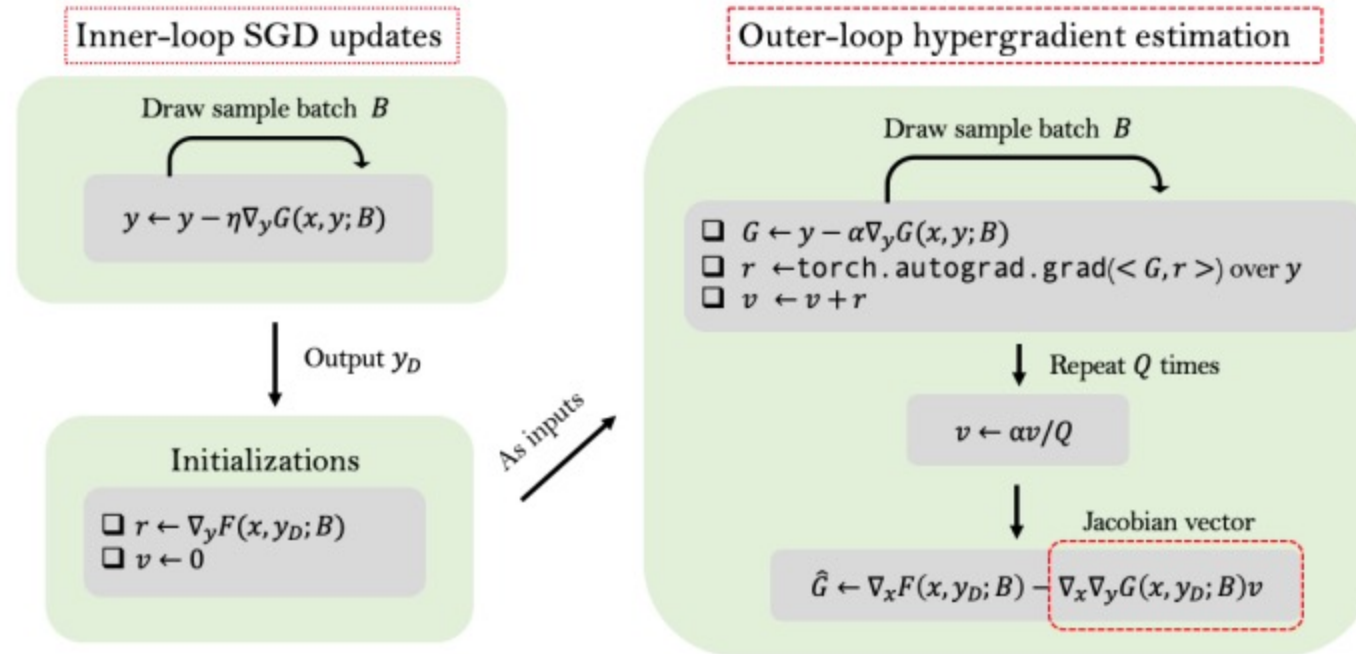 Inner-loop SGD updates
Draw sample batch B
y ← y − η∇yG(x, y; B)
Output yD
Initializations
❑ r ← ∇yF(x, yD; B)
❑ v ← 0
As inputs
Outer-loop hypergradient estimation
Draw sample batch B
❑ G ← y − α∇yG(x, y; B)
❑ r ←torch.autograd.grad(< G, r >) over y
❑ v ← v + r
Repeat Q times
v ← αv/Q
Jacobian vector
Ĝ ← ∇xF(x, yD; B) − ∇x∇yG(x, yD; B)v